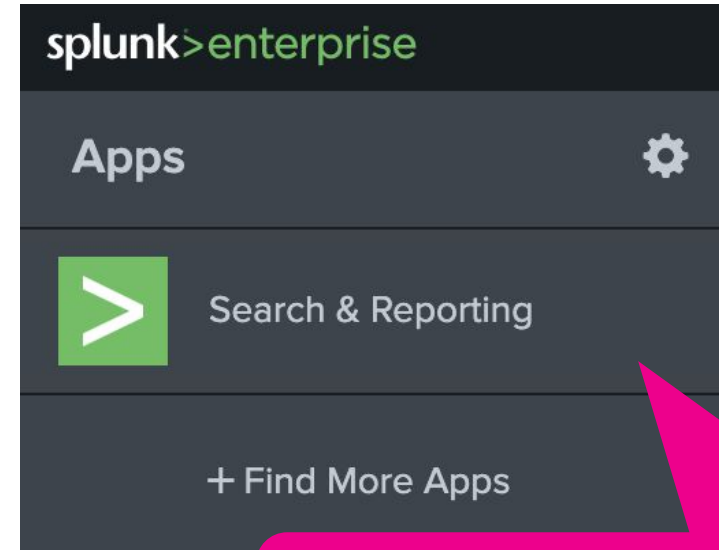 splunk>enterprise
Apps
Search & Reporting
+ Find More Apps